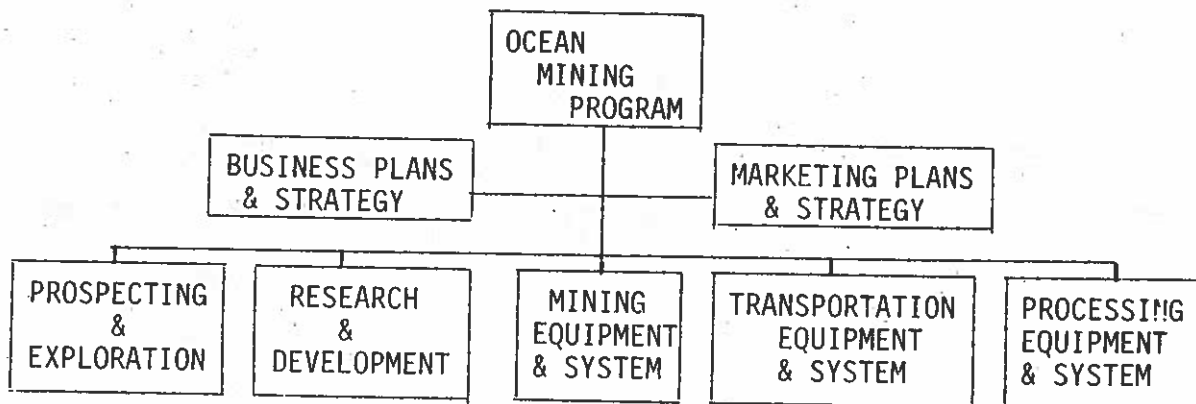 OCEAN
MINING
PROGRAM
BUSINESS PLANS
& STRATEGY
MARKETING PLANS
& STRATEGY
PROSPECTING
&
EXPLORATION
RESEARCH
&
DEVELOPMENT
MINING
EQUIPMENT
& SYSTEM
TRANSPORTATION
EQUIPMENT
& SYSTEM
PROCESSING
EQUIPMENT
& SYSTEM